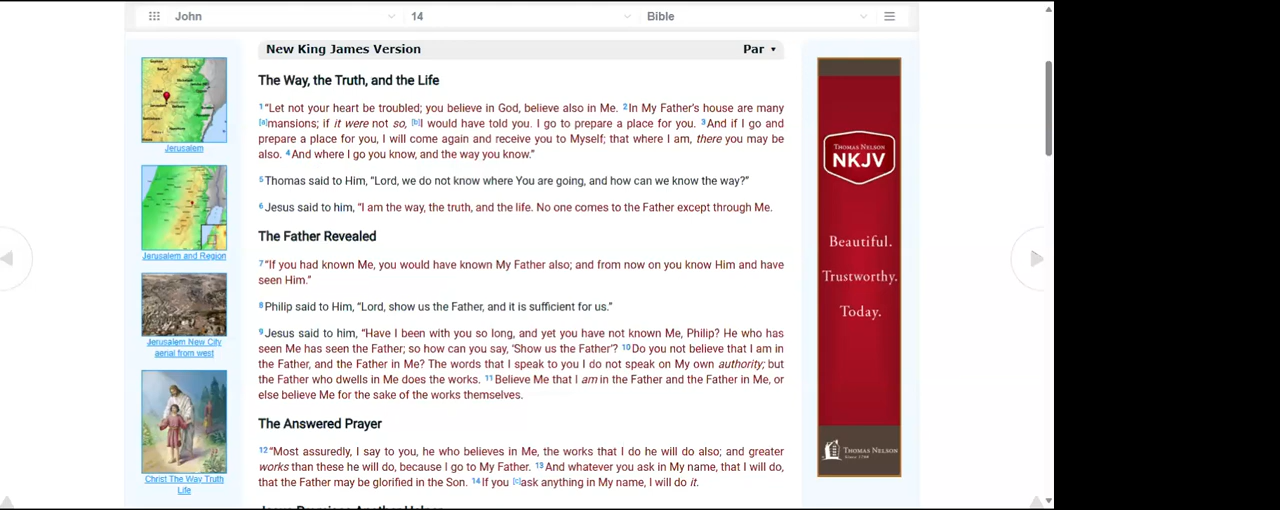 John 14 Bible
New King James Version Par
The Way, the Truth, and the Life
1 “Let not your heart be troubled; you believe in God, believe also in Me. 2 In My Father’s house are many
[a]mansions; if it were not so, [b]I would have told you. I go to prepare a place for you. 3 And if I go and
prepare a place for you, I will come again and receive you to Myself; that where I am, there you may be
also. 4 And where I go you know, and the way you know.”
5 Thomas said to Him, “Lord, we do not know where You are going, and how can we know the way?”
6 Jesus said to him, “I am the way, the truth, and the life. No one comes to the Father except through Me.
The Father Revealed
7 “If you had known Me, you would have known My Father also; and from now on you know Him and have
seen Him.”
8 Philip said to Him, “Lord, show us the Father, and it is sufficient for us.”
9 Jesus said to him, “Have I been with you so long, and yet you have not known Me, Philip? He who has
seen Me has seen the Father; so how can you say, ‘Show us the Father’? 10 Do you not believe that I am in
the Father, and the Father in Me? The words that I speak to you I do not speak on My own authority; but
the Father who dwells in Me does the works. 11 Believe Me that I am in the Father and the Father in Me, or
else believe Me for the sake of the works themselves.
The Answered Prayer
12 “Most assuredly, I say to you, he who believes in Me, the works that I do he will do also; and greater
works than these he will do, because I go to My Father. 13 And whatever you ask in My name, that I will do,
that the Father may be glorified in the Son. 14 If you [c]ask anything in My name, I will do it.
Jerusalem
Jerusalem and Region
Jerusalem New City
aerial from west
Christ The Way Truth
Life
THOMAS NELSON
NKJV
Beautiful.
Trustworthy.
Today.
THOMAS NELSON